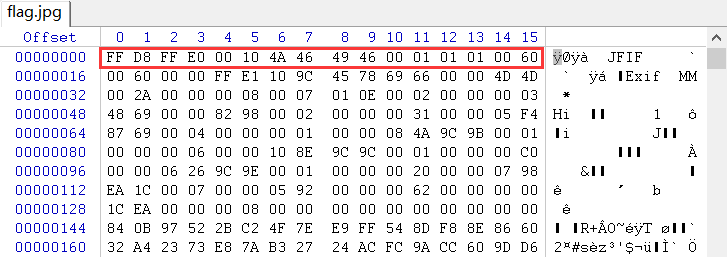 flag.jpg
Offset 0 1 2 3 4 5 6 7 8 9 10 11 12 13 14 15
00000000 FF D8 FF E0 00 10 4A 46 49 46 00 01 01 01 00 60 ÿØÿà JFIF `
00000016 00 60 00 00 FF E1 10 9C 45 78 69 66 00 00 4D 4D ` ÿá Exif MM
00000032 00 2A 00 00 00 08 00 07 01 0E 00 02 00 00 00 03 *
00000048 48 69 00 00 82 98 00 02 00 00 00 31 00 00 05 F4 Hi 1 ô
00000064 87 69 00 04 00 00 00 01 00 00 08 4A 9C 9B 00 01 i J
00000080 00 00 00 06 00 00 10 8E 9C 9C 00 01 00 00 00 C0 À
00000096 00 00 06 26 9C 9E 00 01 00 00 00 20 00 00 07 98 &
00000112 EA 1C 00 07 00 00 05 92 00 00 00 62 00 00 00 00 ê ´ b
00000128 1C EA 00 00 00 08 00 00 00 00 00 00 00 00 00 00 ê
00000144 84 0B 97 52 2B C2 4F 7E E9 FF 54 8D F8 8E 86 60 R+ÂO~éÿT ø `
00000160 32 A4 23 73 E8 7A B3 27 24 AC FC 9A CC 60 9D D6 2¤#sèz³'$¬ü Ì` Ö